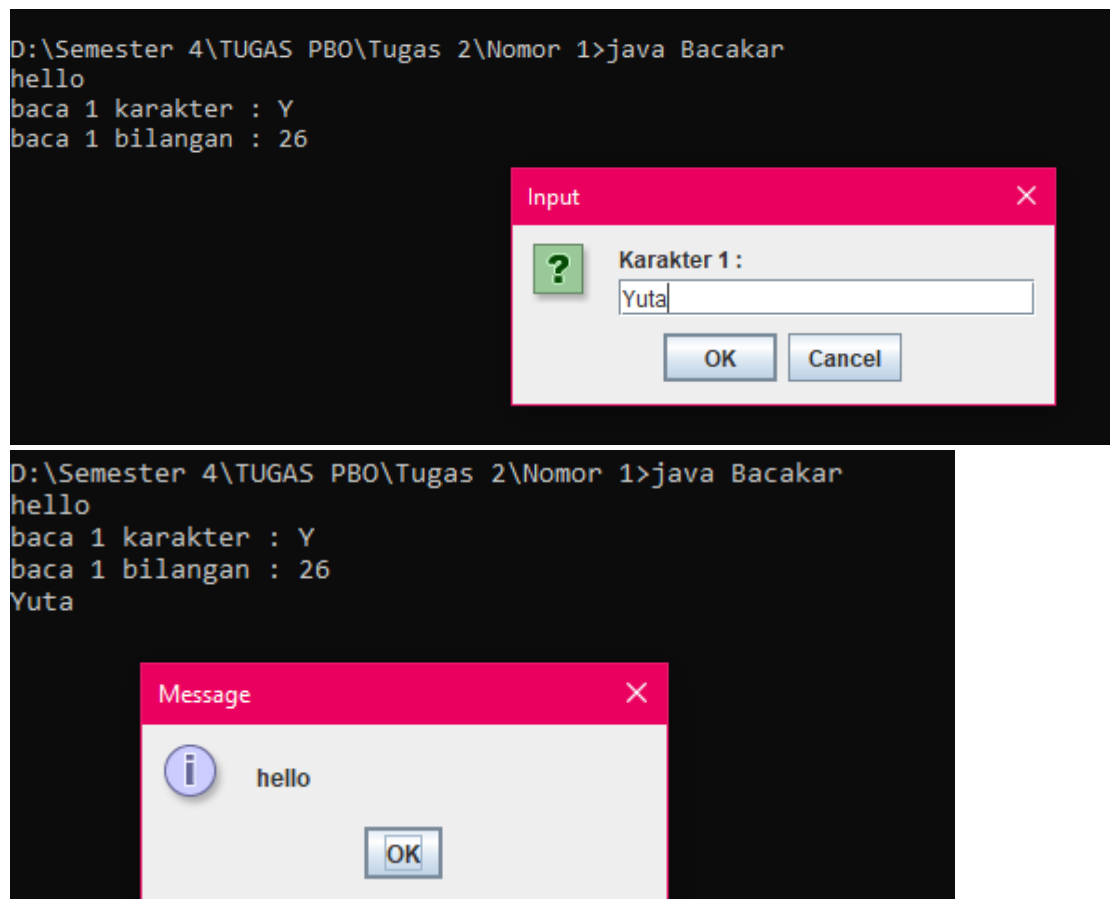 D:\Semester 4\TUGAS PBO\Tugas 2\Nomor 1>java Bacakar
hello
baca 1 karakter : Y
baca 1 bilangan : 26
Input
Karakter 1 :
Yuta
OK Cancel
D:\Semester 4\TUGAS PBO\Tugas 2\Nomor 1>java Bacakar
hello
baca 1 karakter : Y
baca 1 bilangan : 26
Yuta
Message
hello
OK